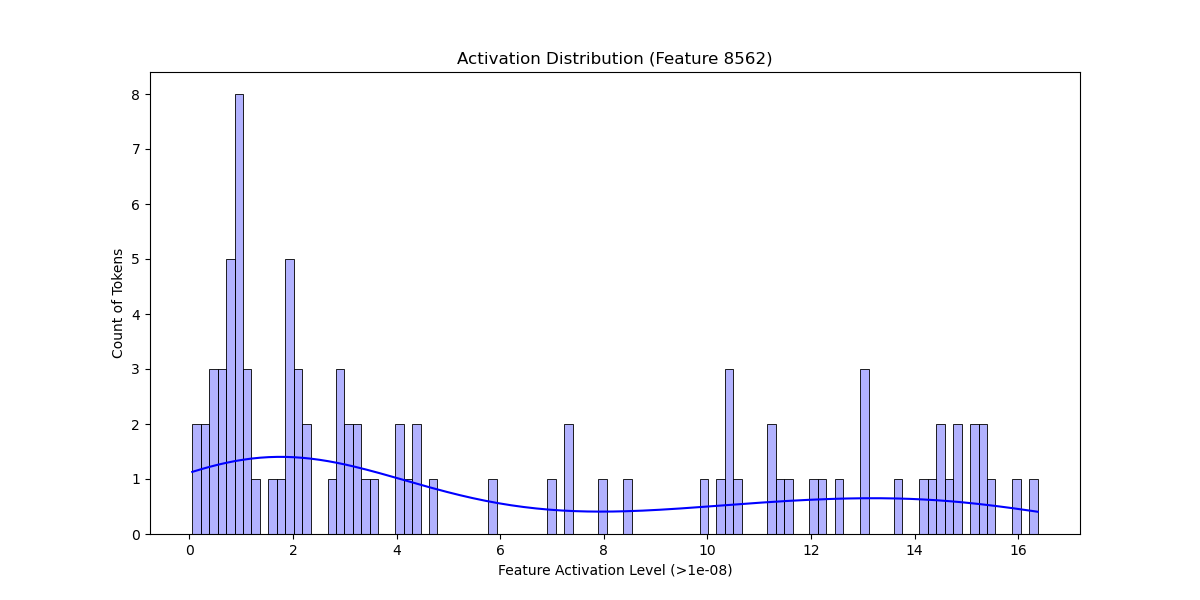 Activation Distribution (Feature 8562)
8
7
6
5
4
3
2
1
0
Count of Tokens
0 2 4 6 8 10 12 14 16
Feature Activation Level (>1e-08)